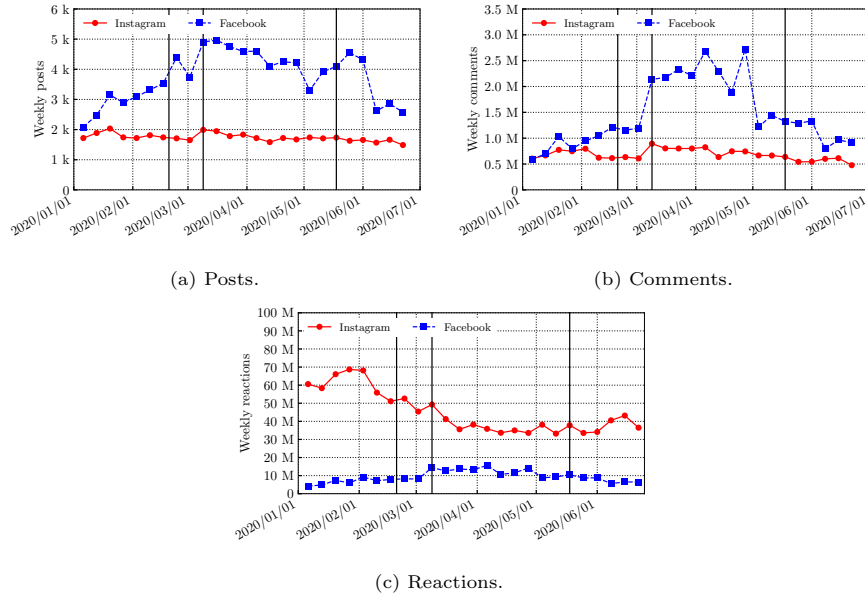 Instagram Facebook
Weekly posts
6 k
5 k
4 k
3 k
2 k
1 k
0
2020/01/01
2020/02/01
2020/03/01
2020/04/01
2020/05/01
2020/06/01
2020/07/01
(a) Posts.
Instagram Facebook
Weekly comments
3.5 M
3.0 M
2.5 M
2.0 M
1.5 M
1.0 M
0.5 M
0
2020/01/01
2020/02/01
2020/03/01
2020/04/01
2020/05/01
2020/06/01
2020/07/01
(b) Comments.
Instagram Facebook
Weekly reactions
100 M
90 M
80 M
70 M
60 M
50 M
40 M
30 M
20 M
10 M
0
2020/01/01
2020/02/01
2020/03/01
2020/04/01
2020/05/01
2020/06/01
(c) Reactions.